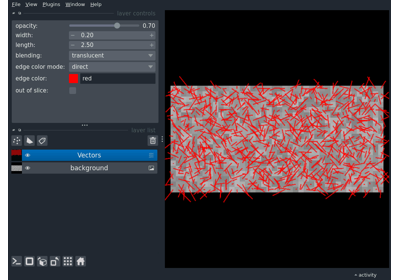 File View Plugins Window Help
layer controls
opacity: 0.70
width: 0.20
length: 2.50
blending: translucent
edge color mode: direct
edge color: red
out of slice:
layer list
Vectors
background
activity